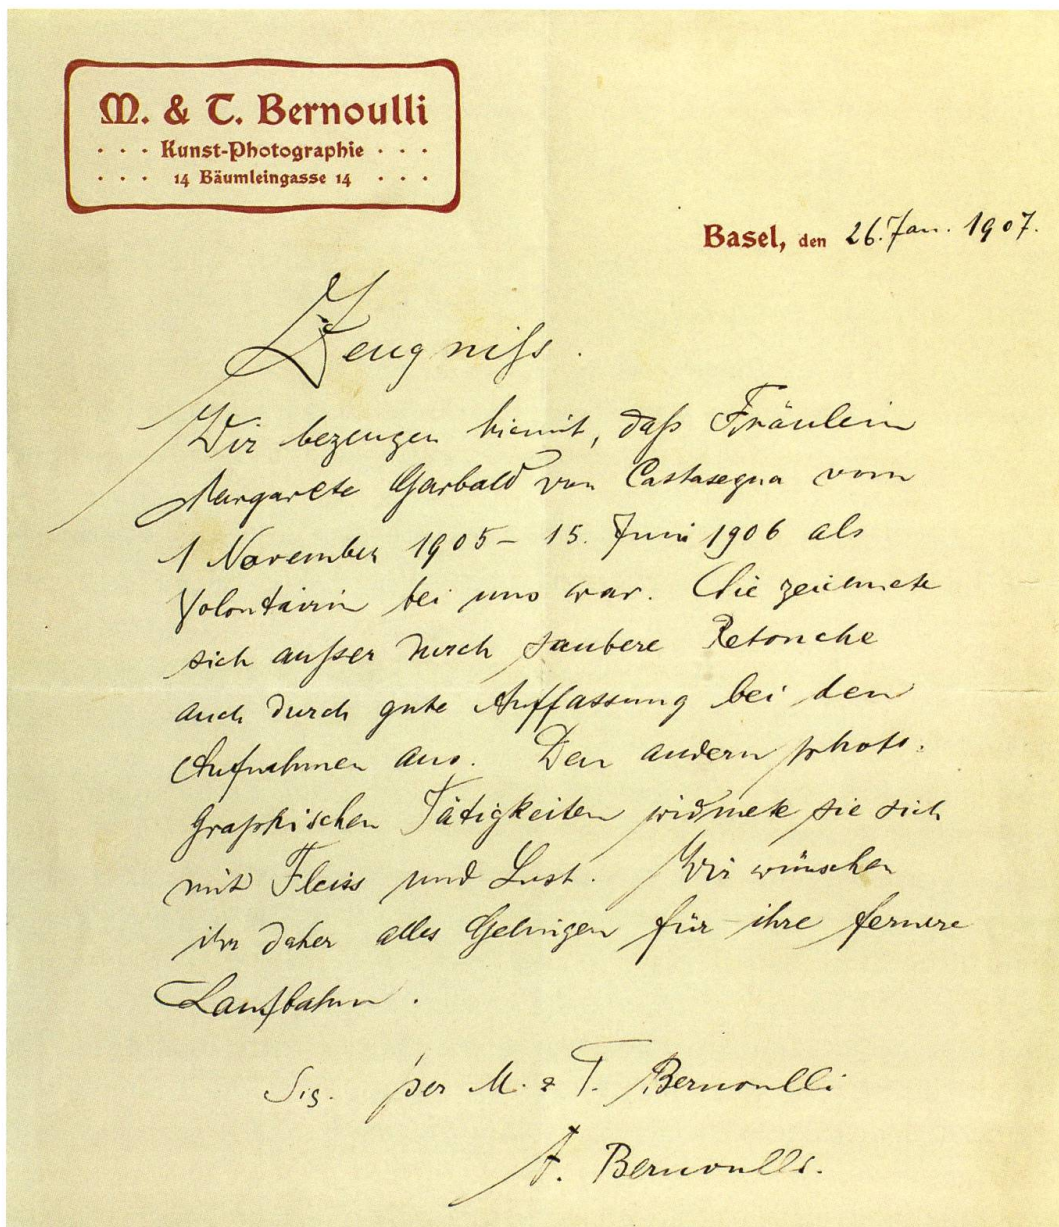 M. & T. Bernoulli
· · · Kunst-Photographie · · ·
· · · 14 Bäumleingasse 14 · · ·
Basel, den 26. Jan. 1907.
Zeugniß.
Wir bezeugen hiemit, daß Fräulein
Margarete Garbald von Castasegna vom
1 November 1905 – 15. Juni 1906 als
Volontairin bei uns war. Sie zeichnete
sich außer durch saubere Retouche
auch durch gute Auffassung bei den
Aufnahmen aus. Den andern photo-
graphischen Tätigkeiten widmete sie sich
mit Fleiss und Lust. Wir wünschen
ihr daher alles Gelingen für ihre fernere
Laufbahn.
Sig. per M. & T. Bernoulli
A. Bernoulli.